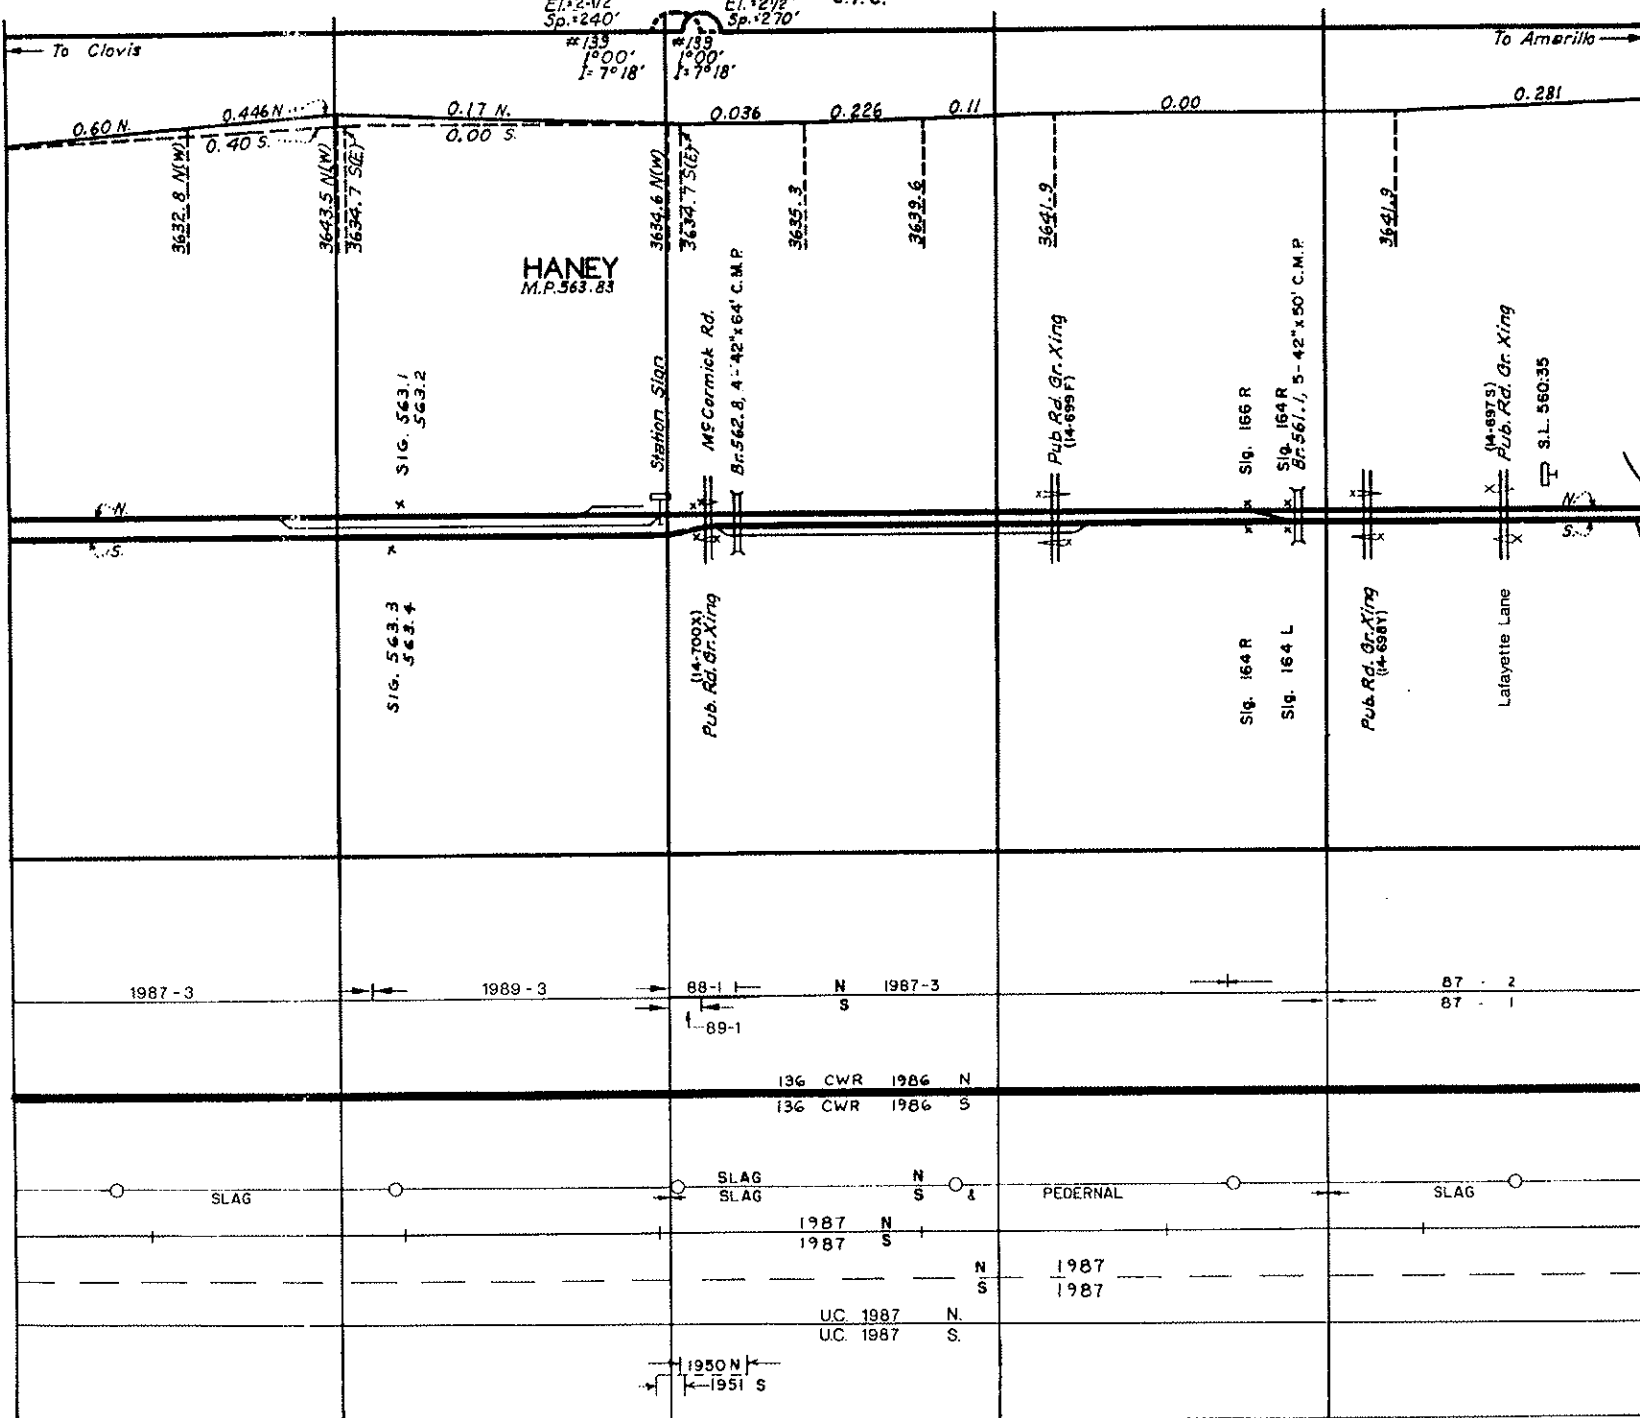 El.=2-1/2"
Sp.=240'
El.=2½"
Sp.=270'
← To Clovis
#139
1°00'
I=7°18'
#139
1°00'
I=7°18'
To Amarillo →
0.60 N.
0.446 N
0.40 S.
0.17 N.
0.00 S.
0.036
0.226
0.11
0.00
0.281
3632.8 N(W)
3643.5 N(W)
3634.7 S(E)
3634.6 N(W)
3634.7 S(E)
3635.3
3639.6
3641.9
3641.9
HANEY
M.P. 563.83
SIG. 563.1
563.2
Station Sign
McCormick Rd.
Br. 562.8, 4-42"x64' C.M.P.
Pub. Rd. Gr. Xing
(14-699F)
Sig. 166 R
Sig. 164 R
Br. 561.1, 5-42"x50' C.M.P.
(14-697S)
Pub. Rd. Gr. Xing
S.L. 560.35
N.
S.
N.
S.
SIG. 563.3
563.4
(14-700X)
Pub. Rd. Gr. Xing
Sig. 164 R
Sig. 164 L
Pub. Rd. Gr. Xing
(14-698Y)
Lafayette Lane
1987-3
1989-3
88-1
N 1987-3
S
89-1
87 - 2
87 - 1
136 CWR 1986 N
136 CWR 1986 S
SLAG
SLAG N
SLAG S &
PEDERNAL
SLAG
1987 N
1987 S
N 1987
S 1987
U.C. 1987 N.
U.C. 1987 S.
1950 N
1951 S